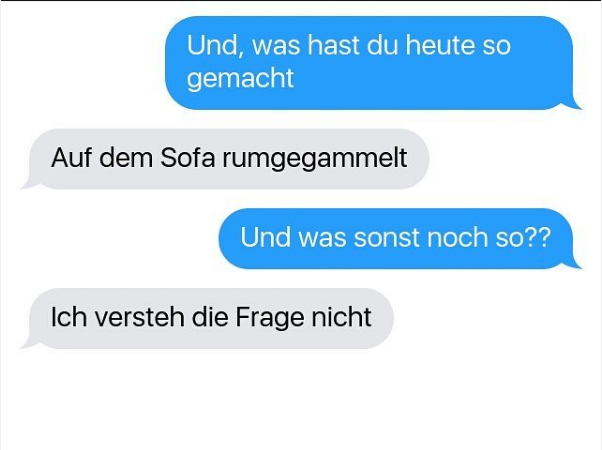 Und, was hast du heute so
gemacht
Auf dem Sofa rumgegammelt
Und was sonst noch so??
Ich versteh die Frage nicht